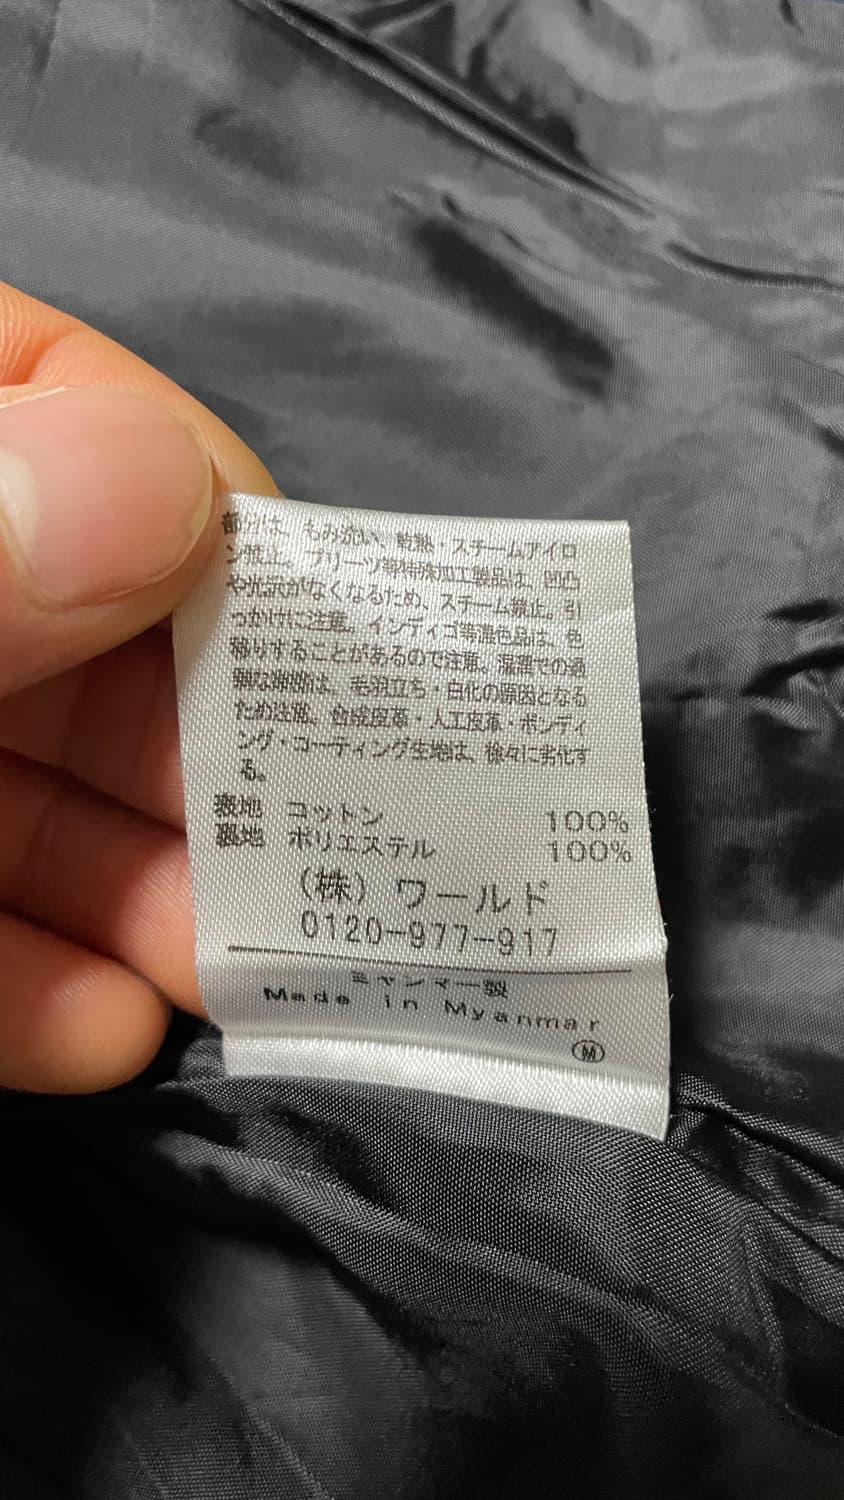 部分は、もみ洗い、乾熱・スチームアイロ
ン禁止。プリーツ等特殊加工製品は、凹凸
や光沢がなくなるため、スチーム禁止。引
っかけに注意。インディゴ等濃色品は、色
移りすることがあるので注意。湿潤での過
激な摩擦は、毛羽立ち・白化の原因となる
ため注意。合成皮革・人工皮革・ボンディ
ング・コーティング生地は、徐々に劣化す
る。
表地 コットン 100%
裏地 ポリエステル 100%
(株) ワールド
0120-977-917
ミャンマー製
Made in Myanmar
Ⓜ